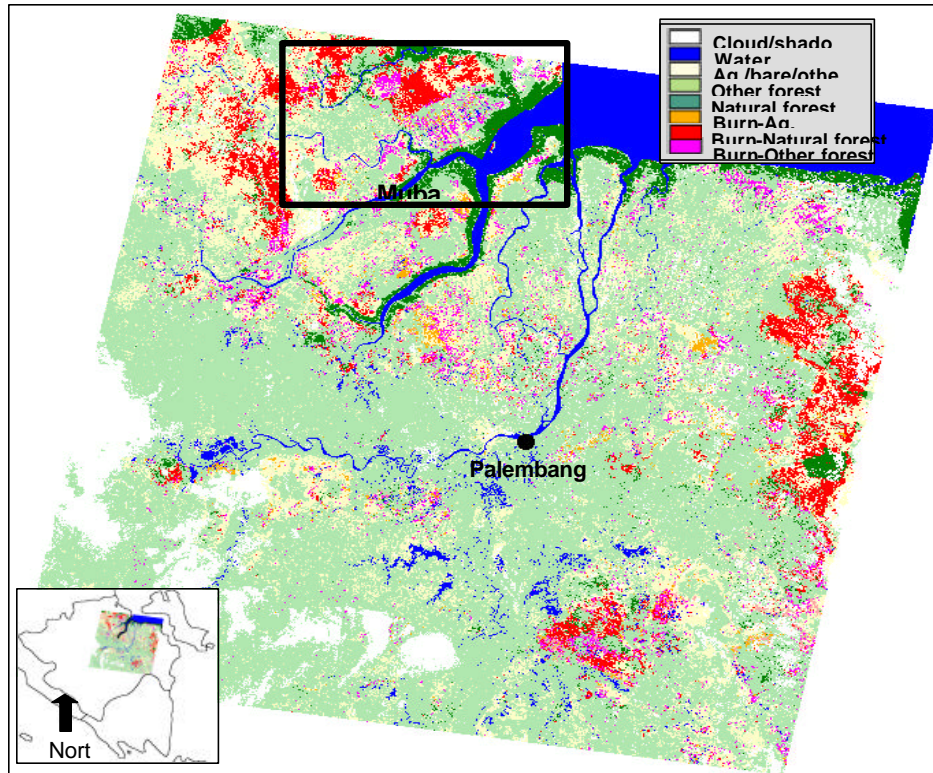 Cloud/shado
Water
Ag./bare/othe
Other forest
Natural forest
Burn-Ag.
Burn-Natural forest
Burn-Other forest
Muba
Palembang
Nort